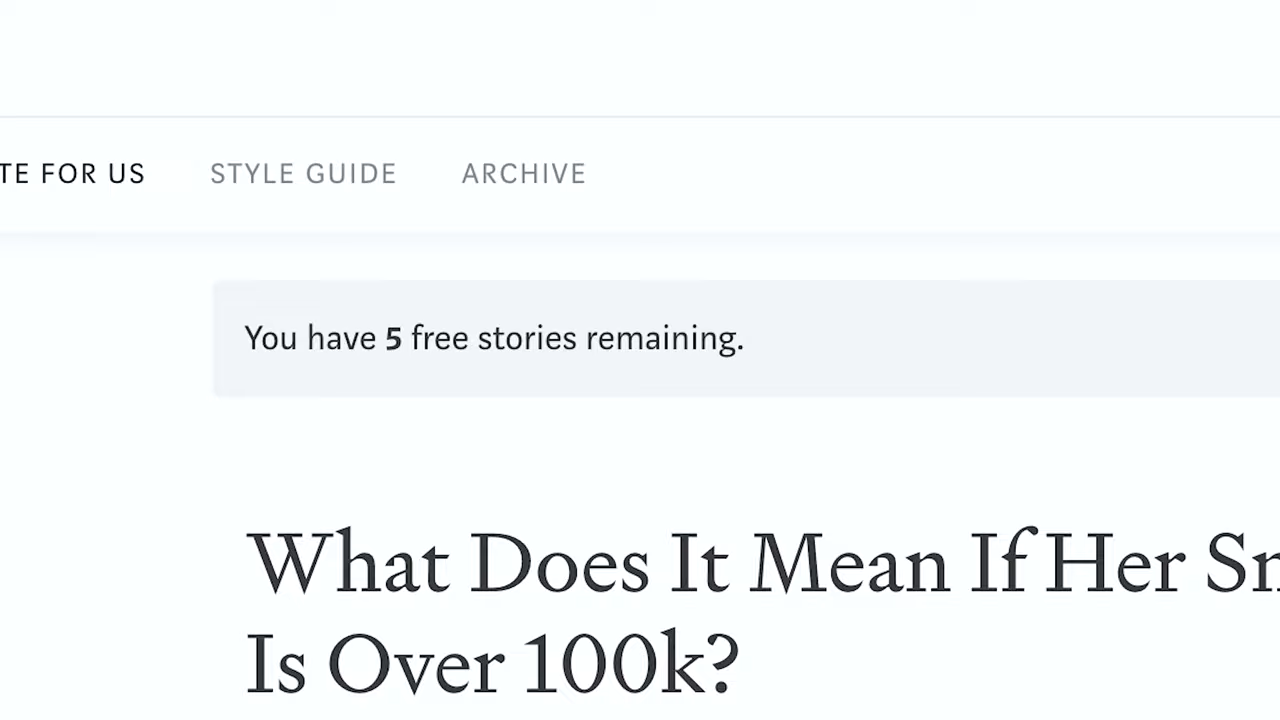 TE FOR US STYLE GUIDE ARCHIVE
You have 5 free stories remaining.
What Does It Mean If Her
Is Over 100k?